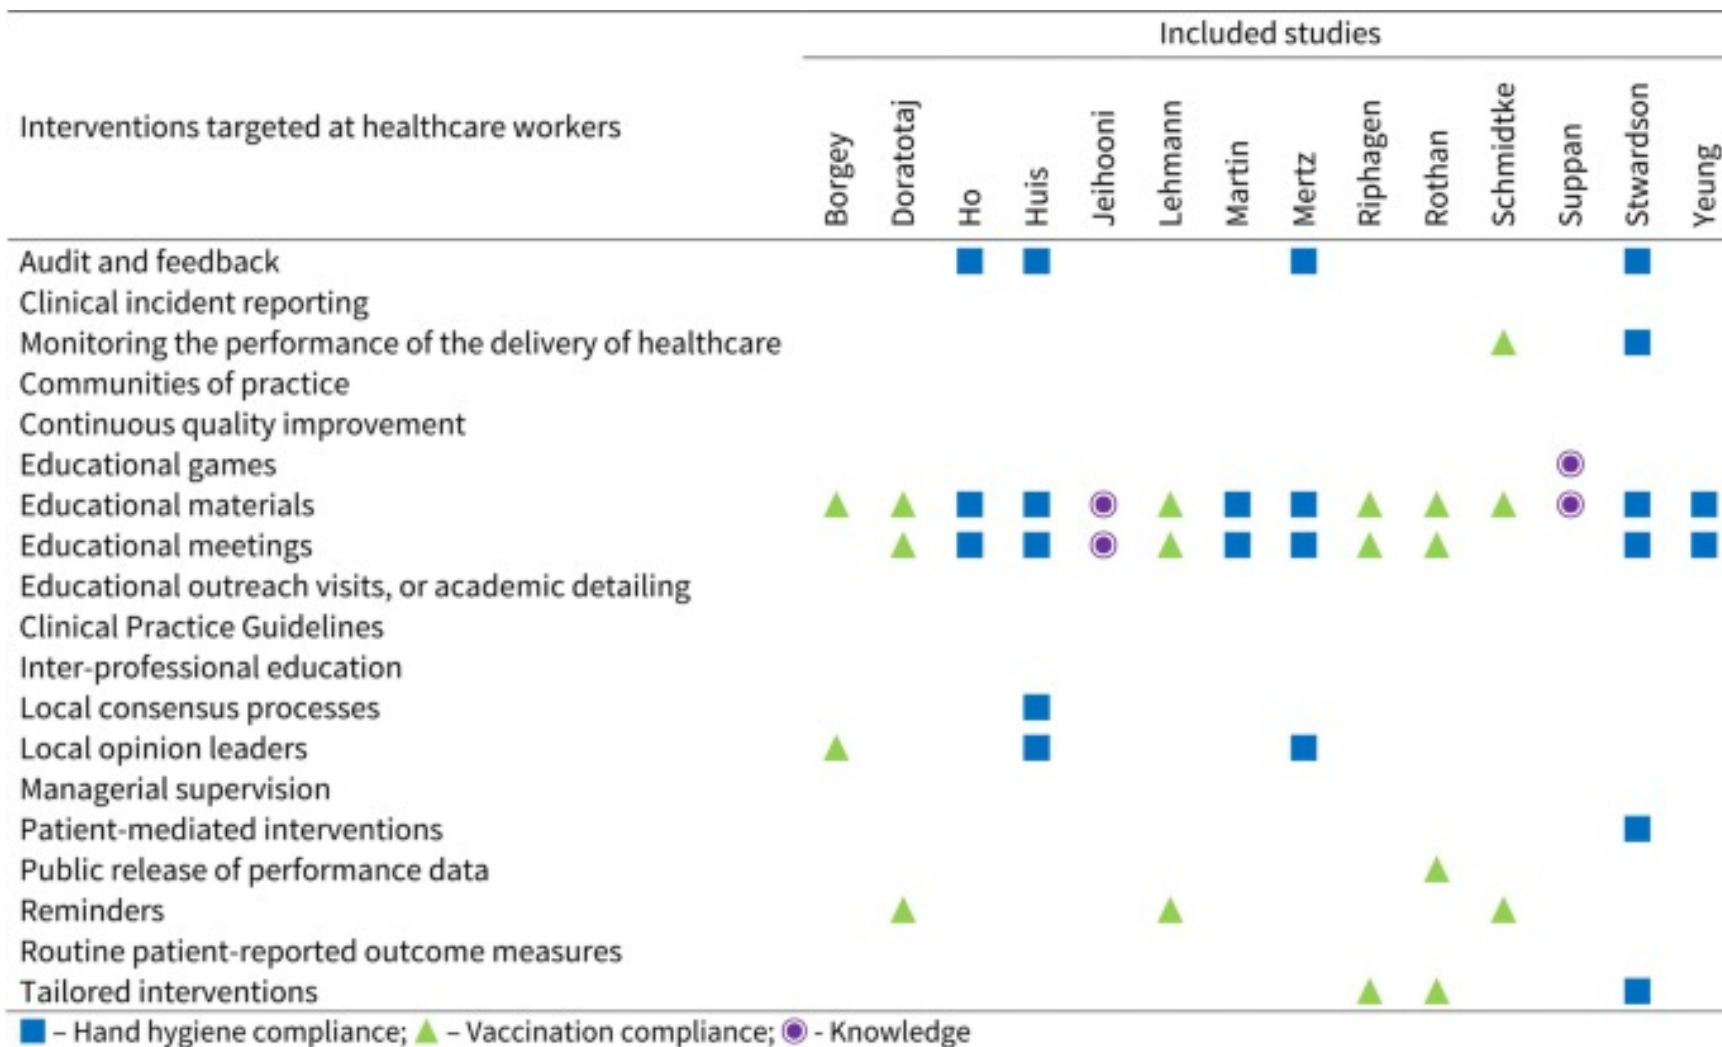 Included studies
Interventions targeted at healthcare workers
Borgey
Doratotaj
Ho
Huis
Jeihooni
Lehmann
Martin
Mertz
Riphagen
Rothan
Schmidtke
Suppan
Stwardson
Yeung
Audit and feedback
Clinical incident reporting
Monitoring the performance of the delivery of healthcare
Communities of practice
Continuous quality improvement
Educational games
Educational materials
Educational meetings
Educational outreach visits, or academic detailing
Clinical Practice Guidelines
Inter-professional education
Local consensus processes
Local opinion leaders
Managerial supervision
Patient-mediated interventions
Public release of performance data
Reminders
Routine patient-reported outcome measures
Tailored interventions
– Hand hygiene compliance; – Vaccination compliance; - Knowledge